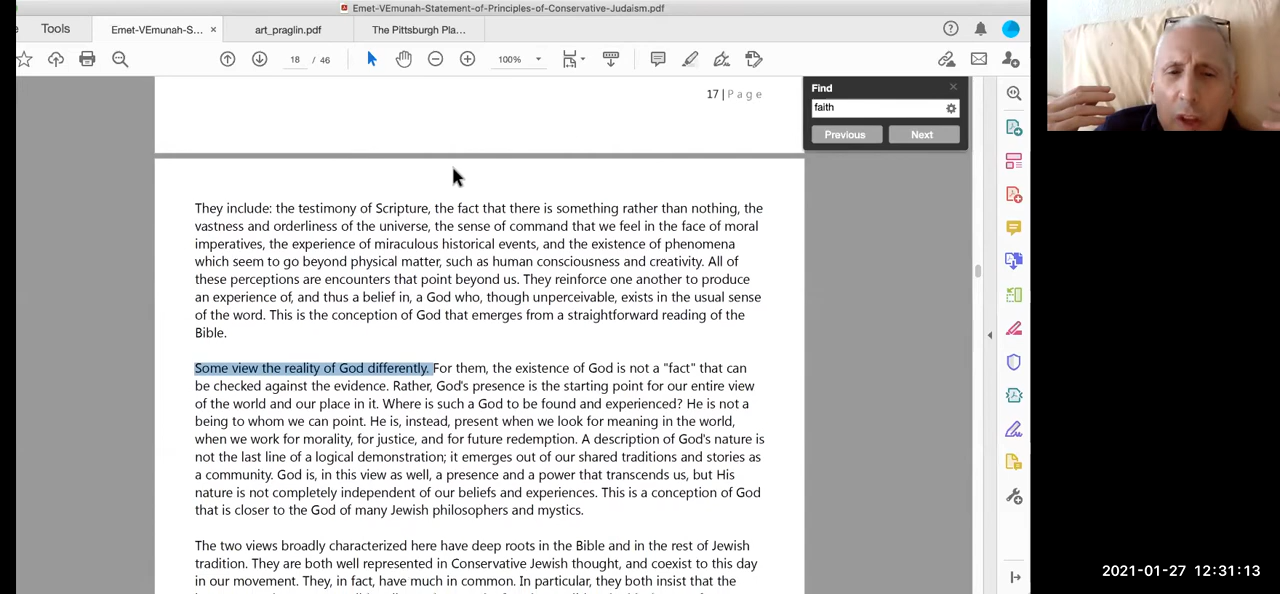 Emet-VEmunah-Statement-of-Principles-of-Conservative-Judaism.pdf
Tools
Emet-VEmunah-S... ×
art_praglin.pdf
The Pittsburgh Pla...
18 / 46
100%
17 | Page
Find
faith
Previous
Next
They include: the testimony of Scripture, the fact that there is something rather than nothing, the
vastness and orderliness of the universe, the sense of command that we feel in the face of moral
imperatives, the experience of miraculous historical events, and the existence of phenomena
which seem to go beyond physical matter, such as human consciousness and creativity. All of
these perceptions are encounters that point beyond us. They reinforce one another to produce
an experience of, and thus a belief in, a God who, though unperceivable, exists in the usual sense
of the word. This is the conception of God that emerges from a straightforward reading of the
Bible.
Some view the reality of God differently. For them, the existence of God is not a "fact" that can
be checked against the evidence. Rather, God's presence is the starting point for our entire view
of the world and our place in it. Where is such a God to be found and experienced? He is not a
being to whom we can point. He is, instead, present when we look for meaning in the world,
when we work for morality, for justice, and for future redemption. A description of God's nature is
not the last line of a logical demonstration; it emerges out of our shared traditions and stories as
a community. God is, in this view as well, a presence and a power that transcends us, but His
nature is not completely independent of our beliefs and experiences. This is a conception of God
that is closer to the God of many Jewish philosophers and mystics.
The two views broadly characterized here have deep roots in the Bible and in the rest of Jewish
tradition. They are both well represented in Conservative Jewish thought, and coexist to this day
in our movement. They, in fact, have much in common. In particular, they both insist that the
2021-01-27 12:31:13